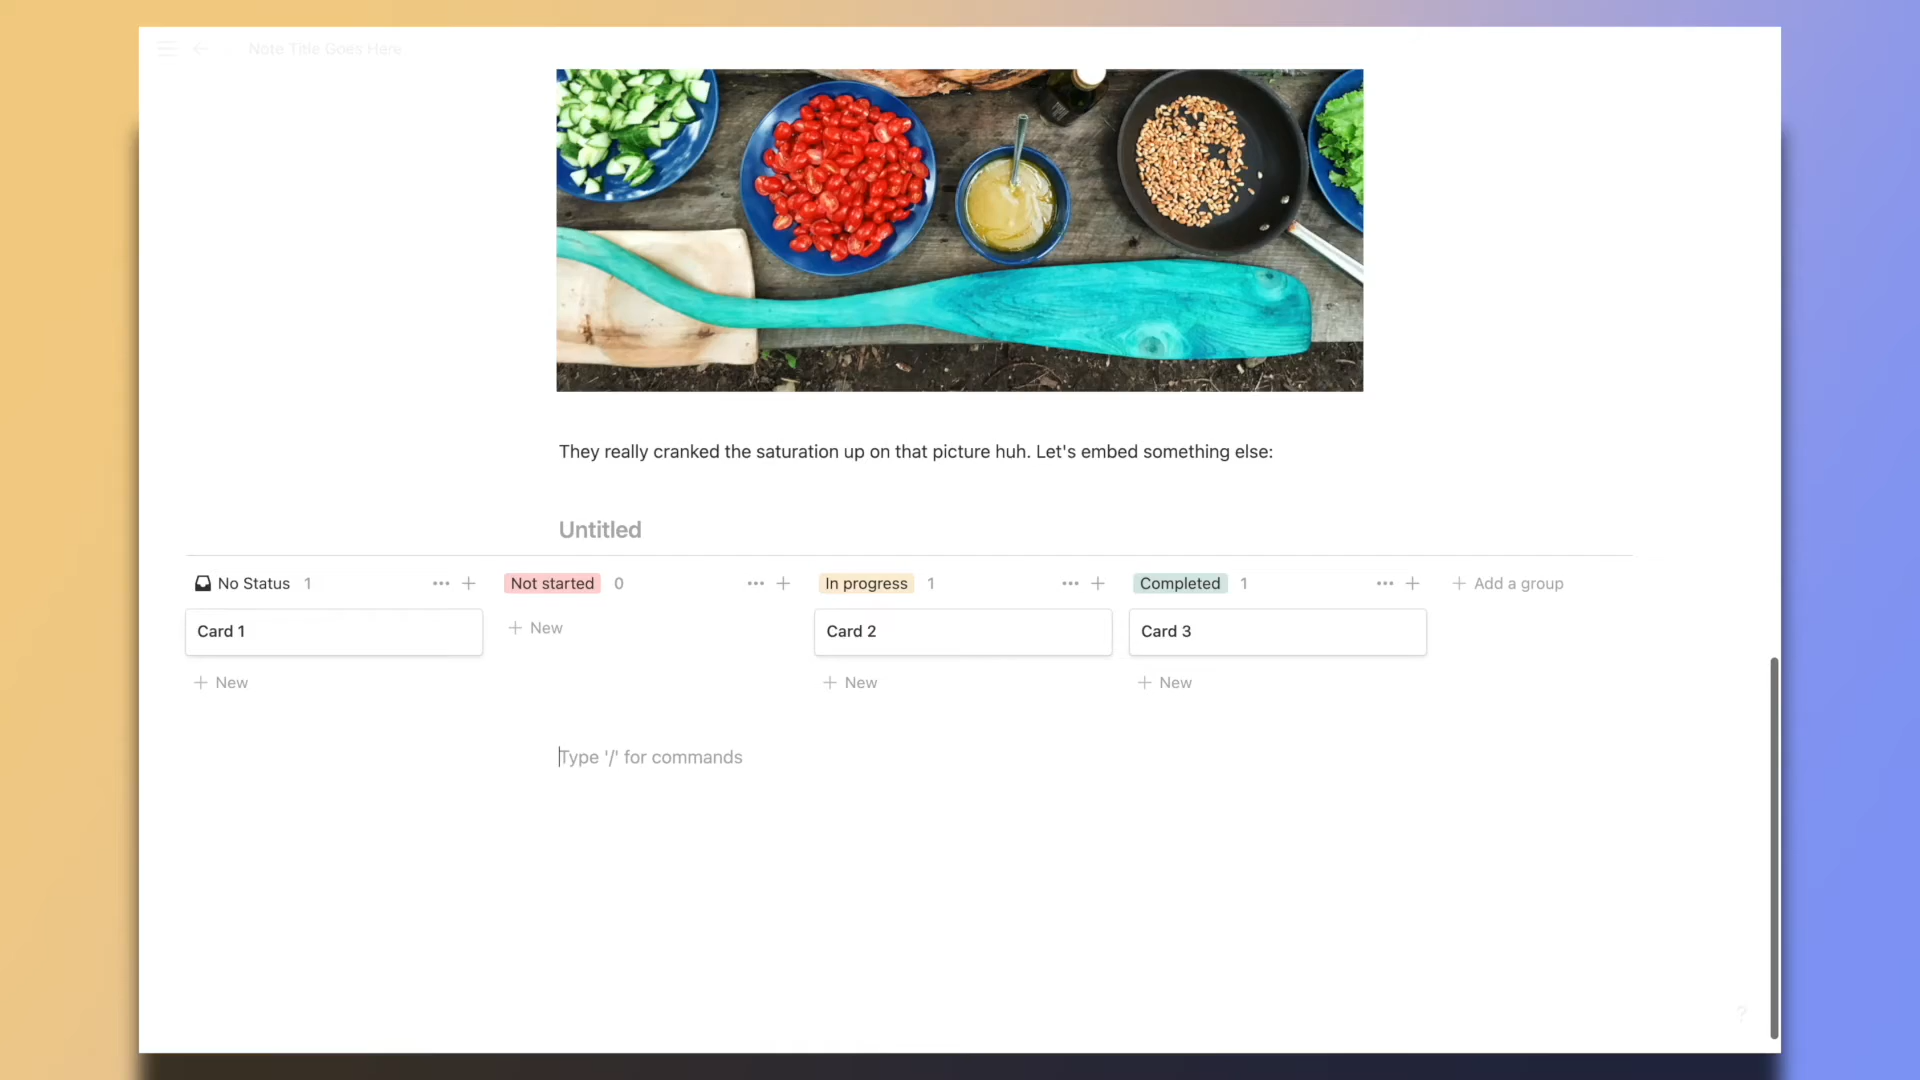 Note Title Goes Here
They really cranked the saturation up on that picture huh. Let's embed something else:
Untitled
No Status 1
Not started 0
In progress 1
Completed 1
Add a group
Card 1
New
Card 2
Card 3
New
New
New
Type '/' for commands
?